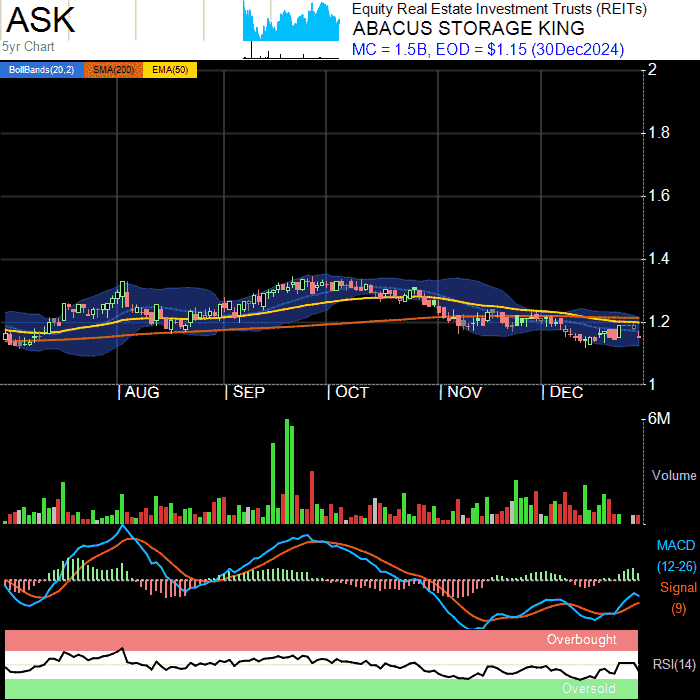 ASK
5yr Chart
Equity Real Estate Investment Trusts (REITs)
ABACUS STORAGE KING
MC = 1.5B, EOD = $1.15 (30Dec2024)
BollBands(20,2) SMA(200) EMA(50)
2
1.8
1.6
1.4
1.2
1
AUG SEP OCT NOV DEC
6M
Volume
MACD
(12-26)
Signal
(9)
Overbought
RSI(14)
Oversold